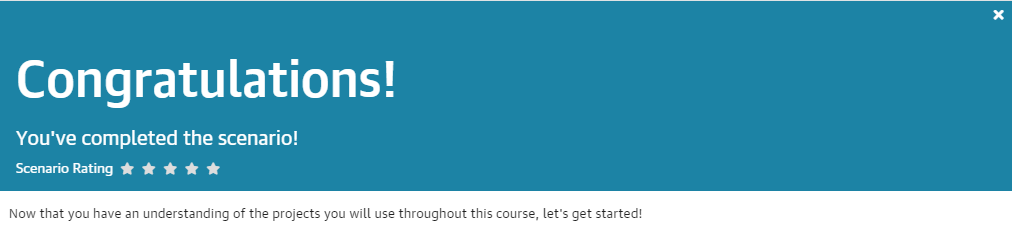 Congratulations!
You've completed the scenario!
Scenario Rating
Now that you have an understanding of the projects you will use throughout this course, let's get started!